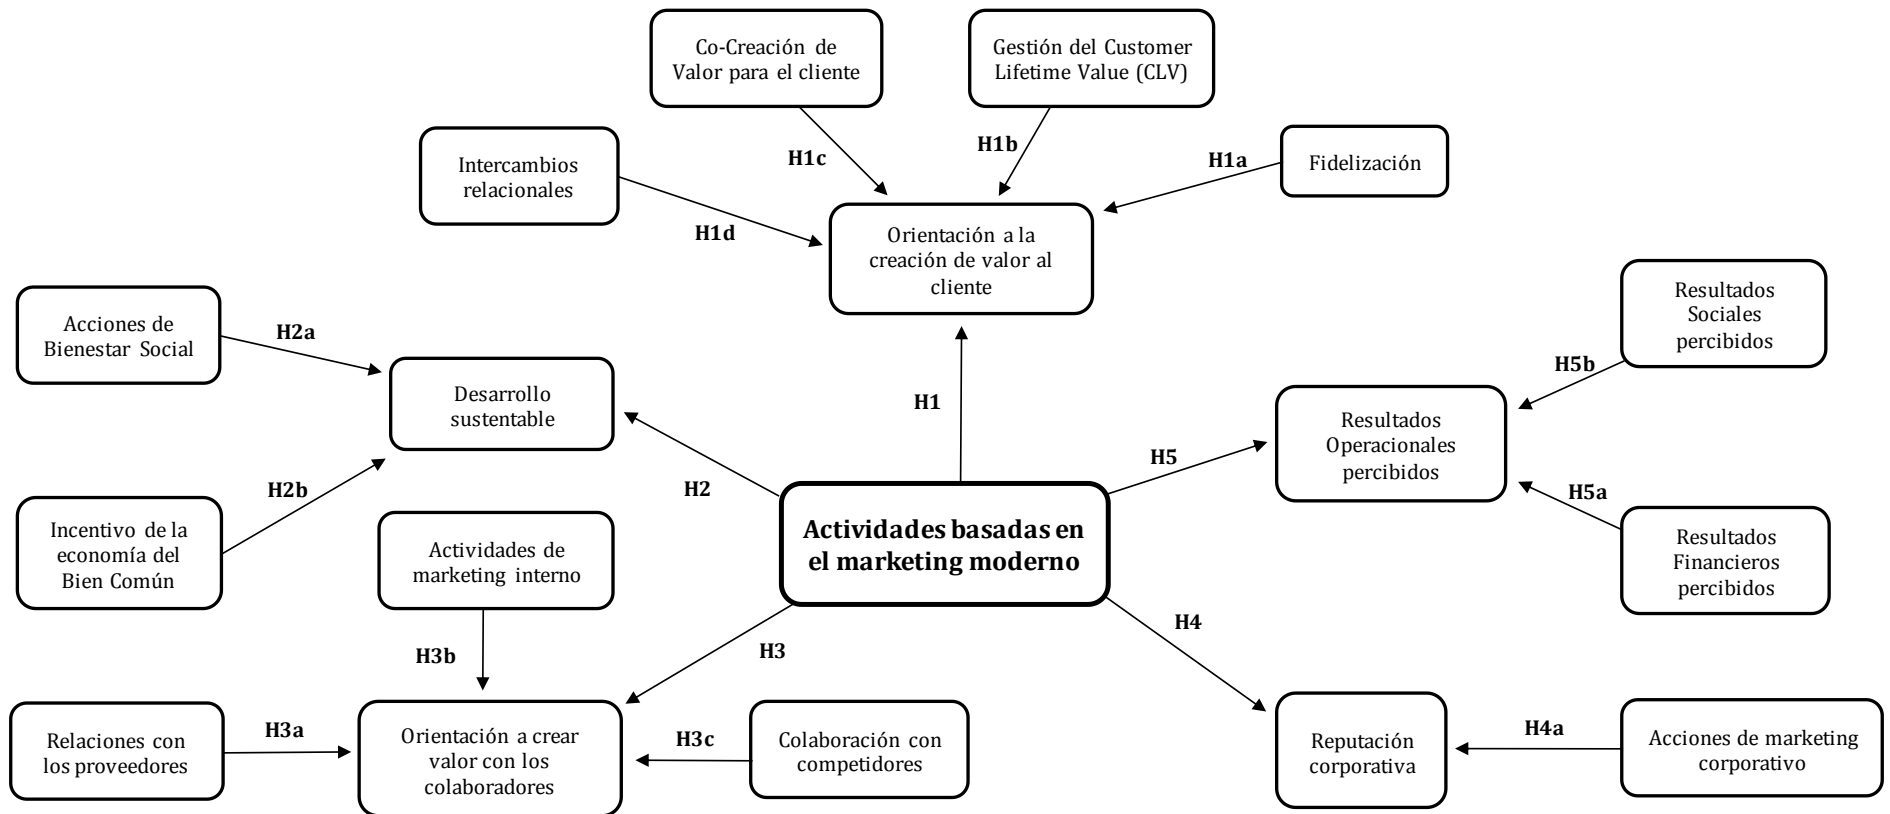 Co-Creación de
Valor para el cliente
Gestión del Customer
Lifetime Value (CLV)
H1c
H1b
H1a
Fidelización
Intercambios
relacionales
H1d
Orientación a la
creación de valor al
cliente
Resultados
Sociales
percibidos
Acciones de
Bienestar Social
H2a
H5b
Desarrollo
sustentable
H1
Resultados
Operacionales
percibidos
H5
H2b
H2
H5a
Incentivo de la
economía del
Bien Común
Actividades de
marketing interno
Actividades basadas en
el marketing moderno
Resultados
Financieros
percibidos
H3b
H3
H4
Relaciones con
los proveedores
H3a
Orientación a crear
valor con los
colaboradores
H3c
Colaboración con
competidores
Reputación
corporativa
H4a
Acciones de marketing
corporativo